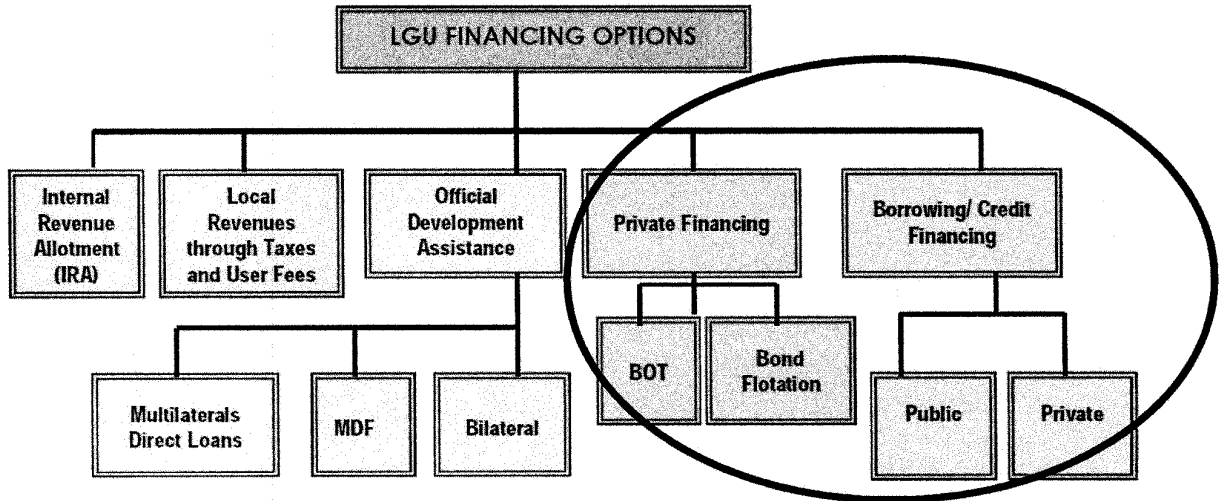 LGU FINANCING OPTIONS
Internal
Revenue
Allotment
(IRA)
Local
Revenues
through Taxes
and User Fees
Official
Development
Assistance
Private Financing
Borrowing/ Credit
Financing
Multilaterals
Direct Loans
MDF
Bilateral
BOT
Bond
Flotation
Public
Private